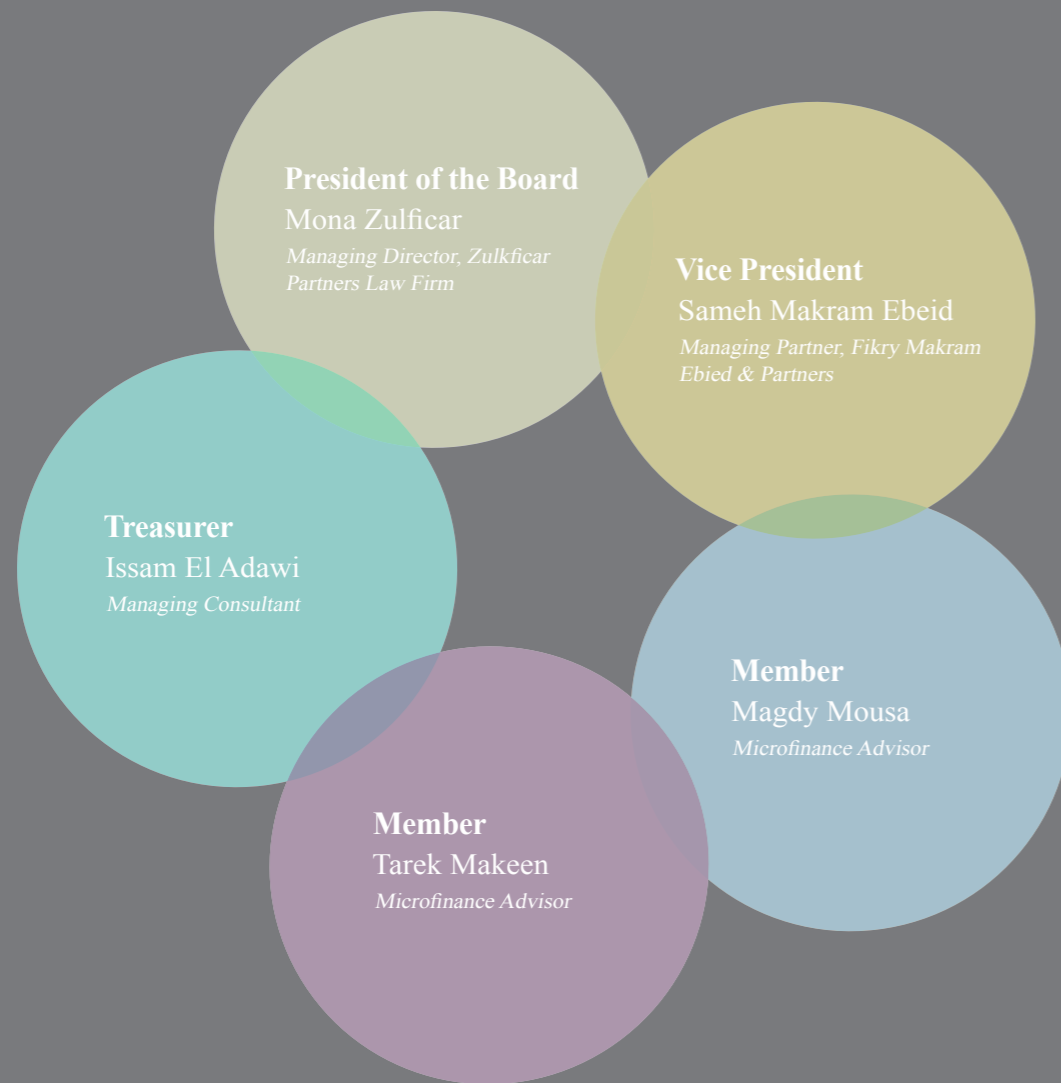 President of the Board
Mona Zulficar
Managing Director, Zulkficar
Partners Law Firm
Vice President
Sameh Makram Ebeid
Managing Partner, Fikry Makram
Ebied & Partners
Treasurer
Issam El Adawi
Managing Consultant
Member
Magdy Mousa
Microfinance Advisor
Member
Tarek Makeen
Microfinance Advisor